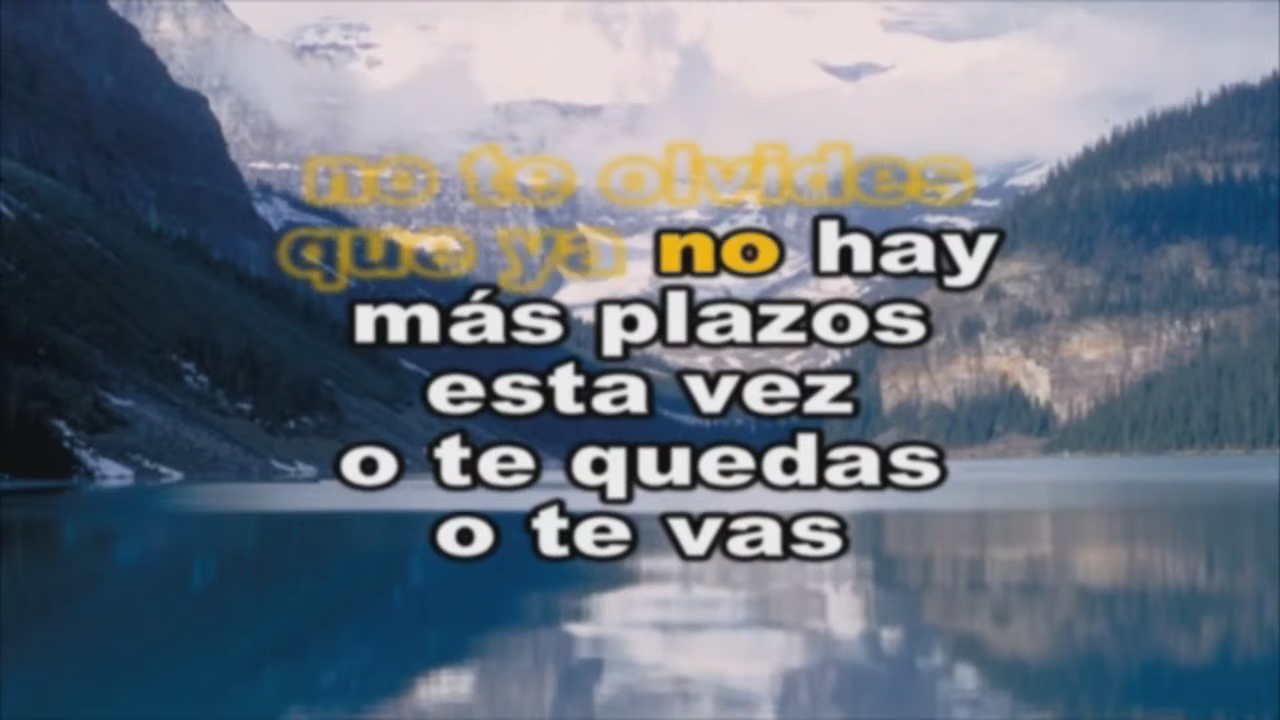 no te olvides
que ya no hay
más plazos
esta vez
o te quedas
o te vas